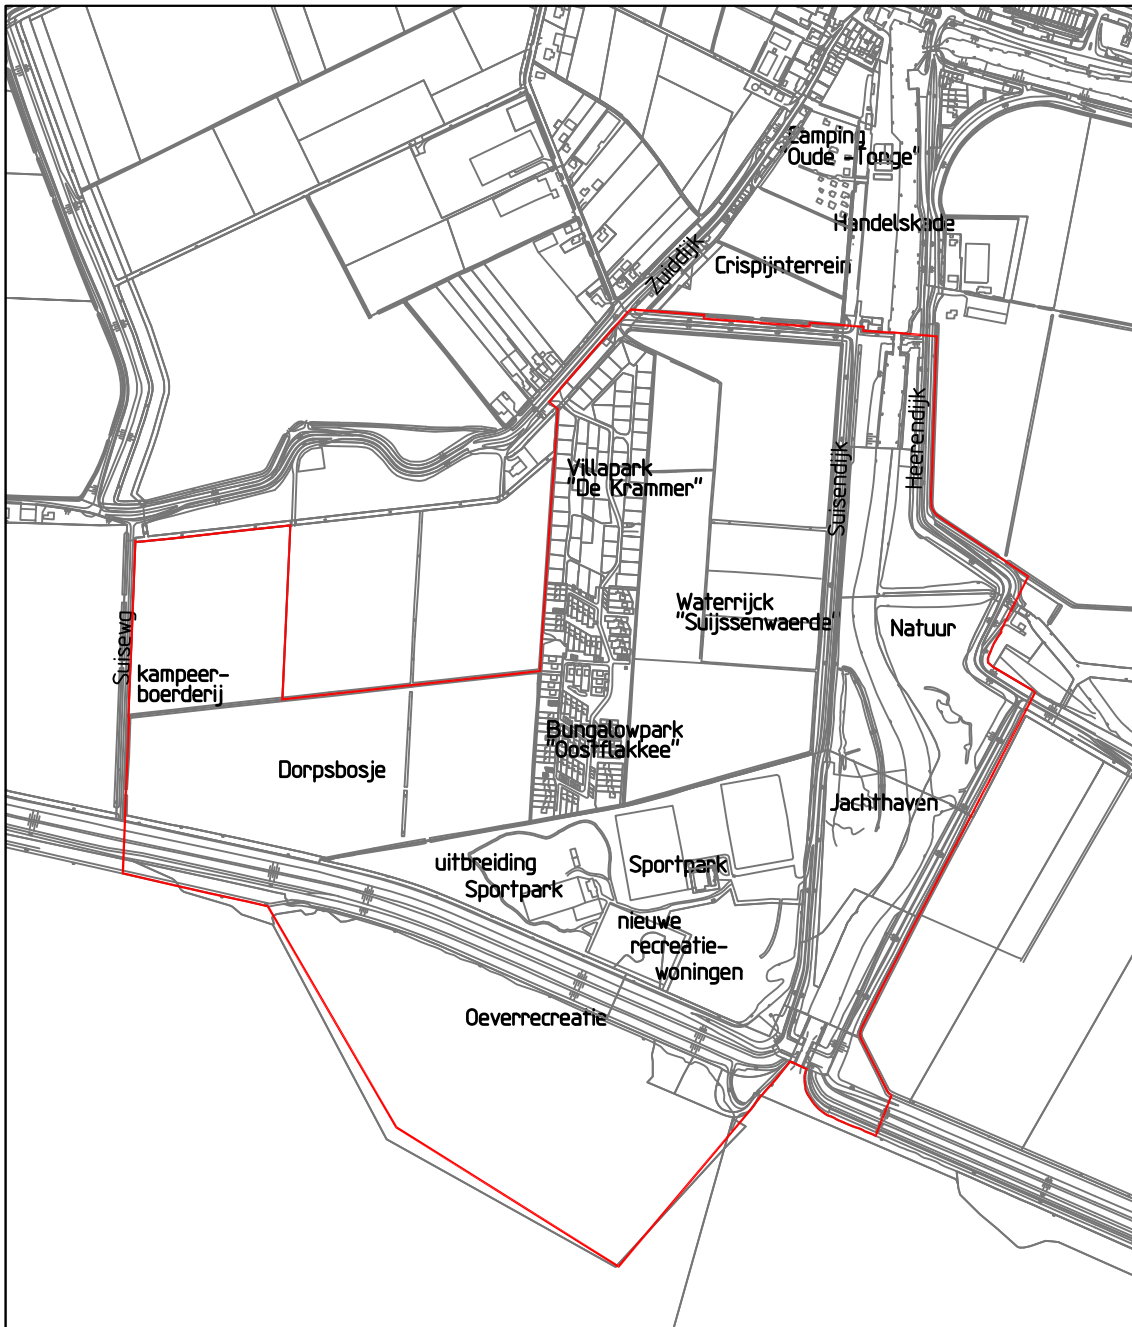 Camping
"Oude -Tonge"
Handelskade
Zuiddijk
Crispijnterrein
Heerendijk
Suisendijk
Villapark
"De Krammer"
Waterrijck
"Suijssenwaerde"
Natuur
Suisewg
kampeer-
boerderij
Bungalowpark
"Oostflakkee"
Dorpsbosje
Jachthaven
uitbreiding
Sportpark
Sportpark
nieuwe
recreatie-
woningen
Oeverrecreatie